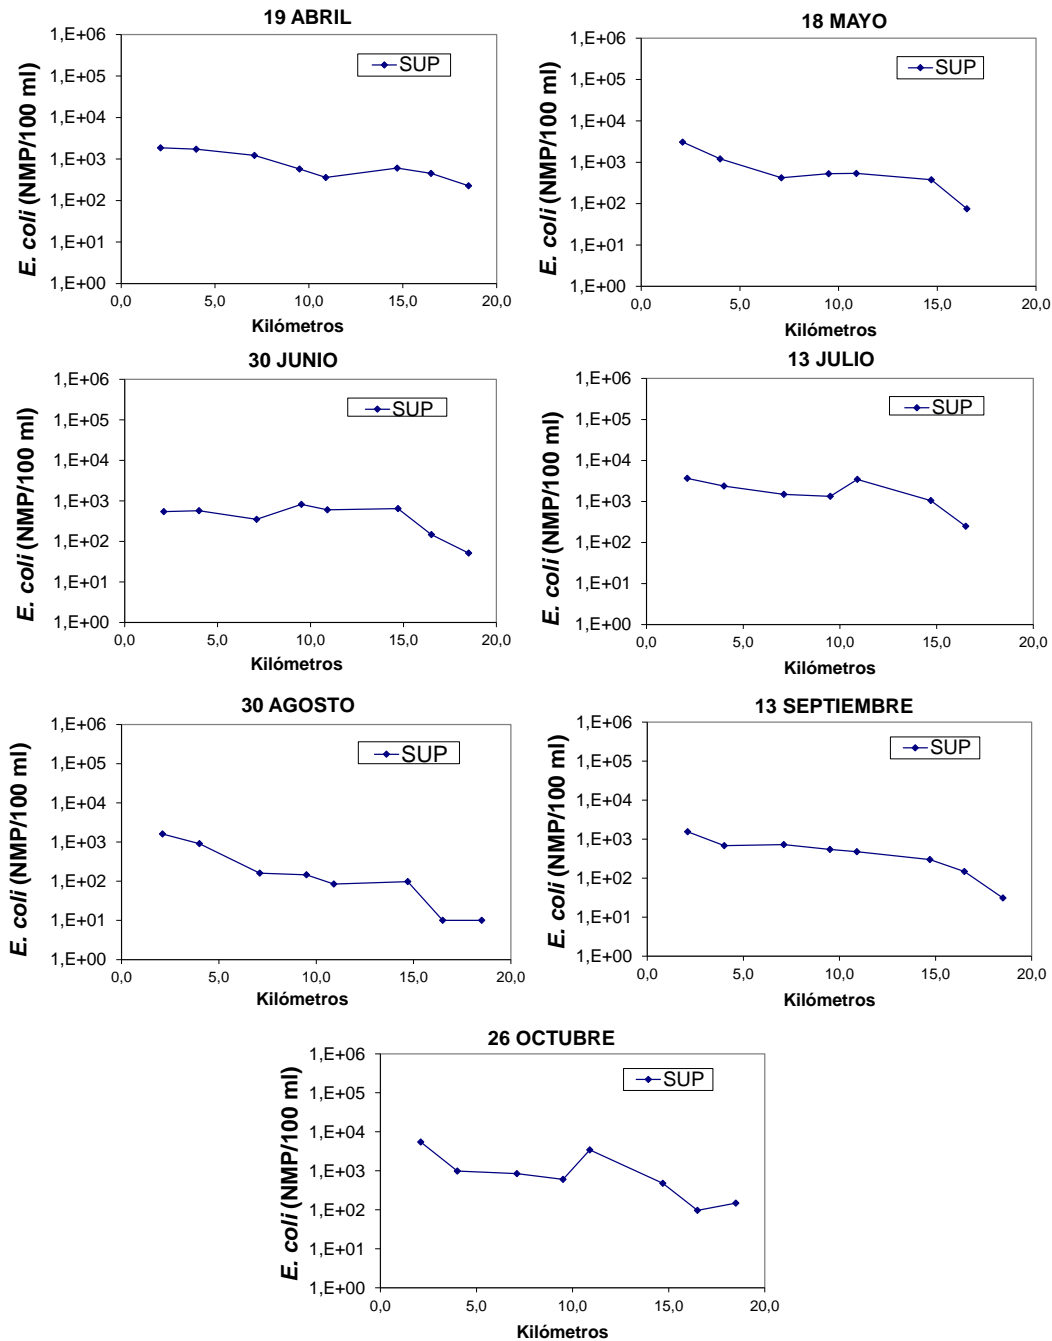 19 ABRIL
1,E+06
1,E+05
1,E+04
1,E+03
1,E+02
1,E+01
1,E+00
E. coli (NMP/100 ml)
SUP
0,0 5,0 10,0 15,0 20,0
Kilómetros
18 MAYO
1,E+06
1,E+05
1,E+04
1,E+03
1,E+02
1,E+01
1,E+00
E. coli (NMP/100 ml)
SUP
0,0 5,0 10,0 15,0 20,0
Kilómetros
30 JUNIO
1,E+06
1,E+05
1,E+04
1,E+03
1,E+02
1,E+01
1,E+00
E. coli (NMP/100 ml)
SUP
0,0 5,0 10,0 15,0 20,0
Kilómetros
13 JULIO
1,E+06
1,E+05
1,E+04
1,E+03
1,E+02
1,E+01
1,E+00
E. coli (NMP/100 ml)
SUP
0,0 5,0 10,0 15,0 20,0
Kilómetros
30 AGOSTO
1,E+06
1,E+05
1,E+04
1,E+03
1,E+02
1,E+01
1,E+00
E. coli (NMP/100 ml)
SUP
0,0 5,0 10,0 15,0 20,0
Kilómetros
13 SEPTIEMBRE
1,E+06
1,E+05
1,E+04
1,E+03
1,E+02
1,E+01
1,E+00
E. coli (NMP/100 ml)
SUP
0,0 5,0 10,0 15,0 20,0
Kilómetros
26 OCTUBRE
1,E+06
1,E+05
1,E+04
1,E+03
1,E+02
1,E+01
1,E+00
E. coli (NMP/100 ml)
SUP
0,0 5,0 10,0 15,0 20,0
Kilómetros